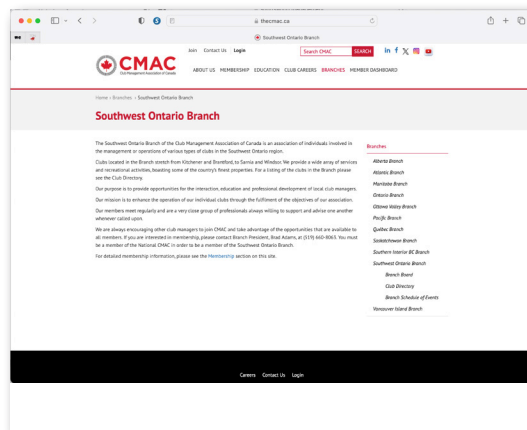 thecmac.ca
Southwest Ontario Branch
Join Contact Us Login
Search CMAC SEARCH
CMAC
Club Management Association of Canada
ABOUT US MEMBERSHIP EDUCATION CLUB CAREERS BRANCHES MEMBER DASHBOARD
Home › Branches › Southwest Ontario Branch
Southwest Ontario Branch
The Southwest Ontario Branch of the Club Management Association of Canada is an association of individuals involved in
the management or operations of various types of clubs in the Southwest Ontario region.
Clubs located in the Branch stretch from Kitchener and Brantford, to Sarnia and Windsor. We provide a wide array of services
and recreational activities, boasting some of the country's finest properties. For a listing of the clubs in the Branch please
see the Club Directory.
Our purpose is to provide opportunities for the interaction, education and professional development of local club managers.
Our mission is to enhance the operation of our individual clubs through the fulfilment of the objectives of our association.
Our members meet regularly and are a very close group of professionals always willing to support and advise one another
whenever called upon.
We are always encouraging other club managers to join CMAC and take advantage of the opportunities that are available to
all members. If you are interested in membership, please contact Branch President, Brad Adams, at (519) 660-8063. You must
be a member of the National CMAC in order to be a member of the Southwest Ontario Branch.
For detailed membership information, please see the Membership section on this site.
Branches
Alberta Branch
Atlantic Branch
Manitoba Branch
Ontario Branch
Ottawa Valley Branch
Pacific Branch
Québec Branch
Saskatchewan Branch
Southern Interior BC Branch
Southwest Ontario Branch
Branch Board
Club Directory
Branch Schedule of Events
Vancouver Island Branch
Careers Contact Us Login